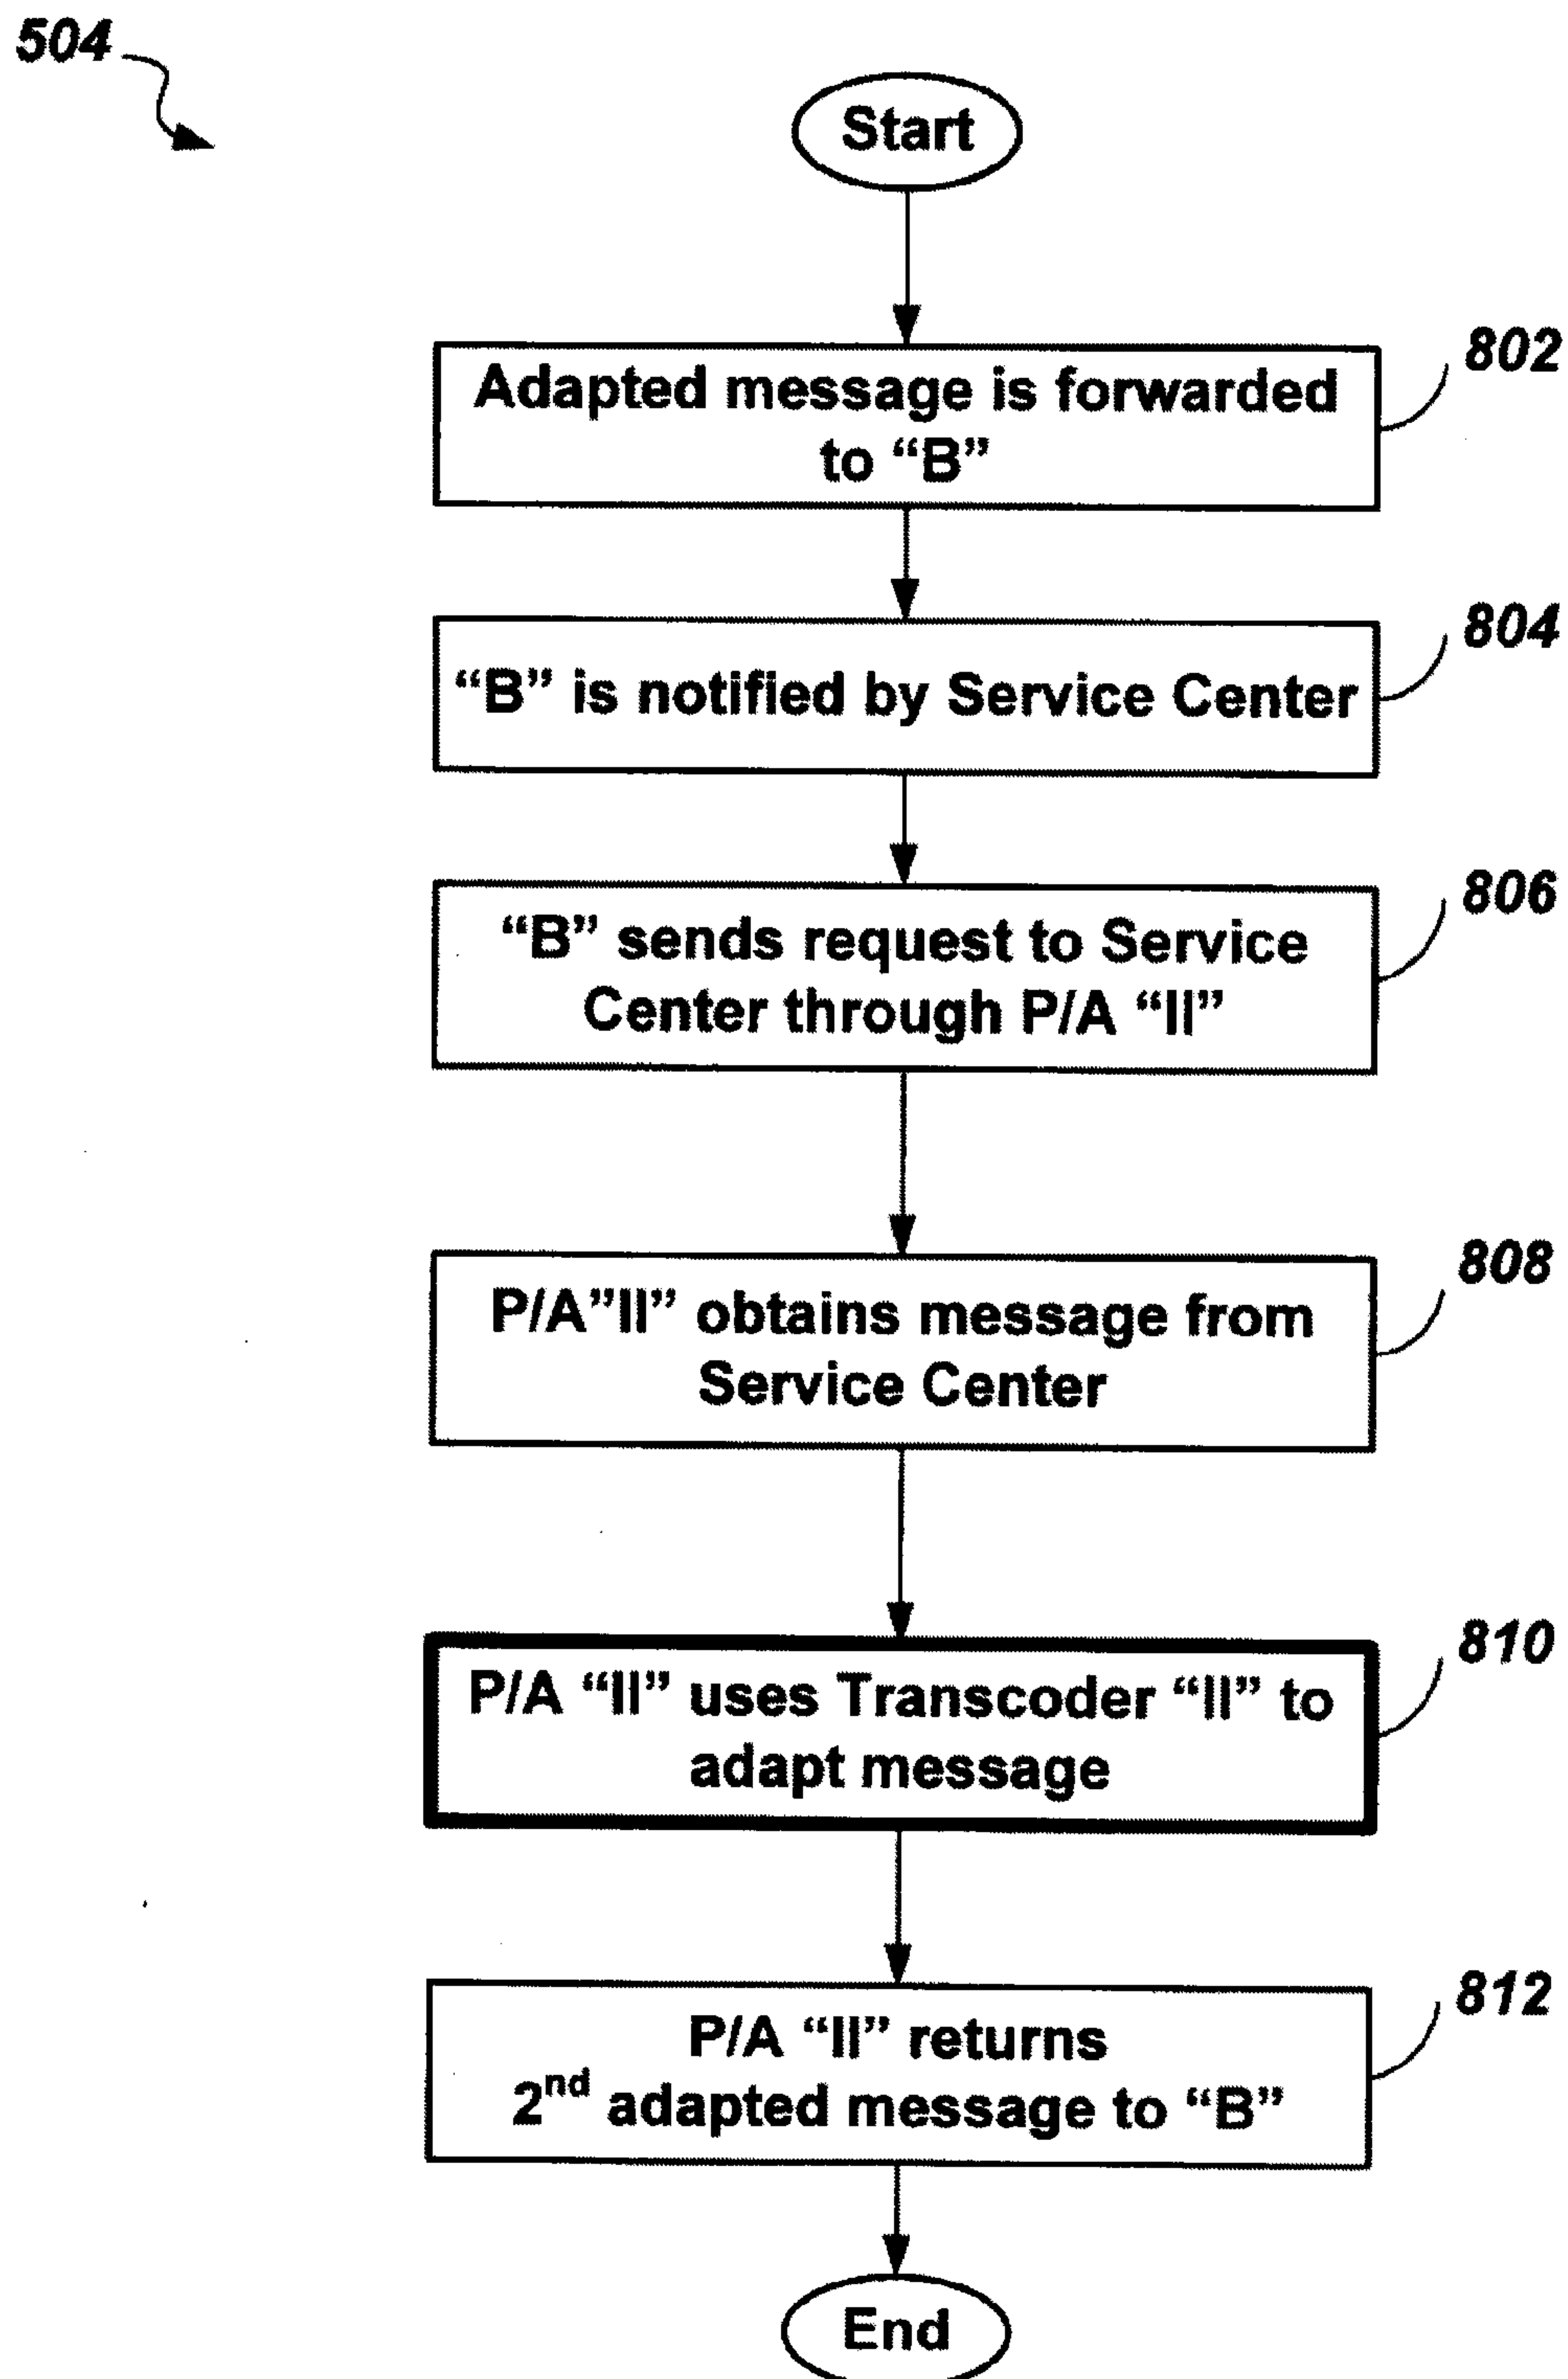 504
Start
802
Adapted message is forwarded
to “B”
804
“B” is notified by Service Center
806
“B” sends request to Service
Center through P/A “II”
808
P/A”II” obtains message from
Service Center
810
P/A “II” uses Transcoder “II” to
adapt message
812
P/A “II” returns
2nd adapted message to “B”
End